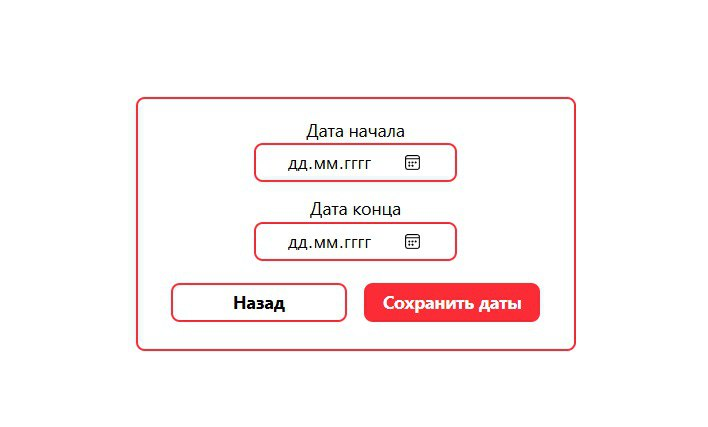 Дата начала
дд.мм.гггг
Дата конца
дд.мм.гггг
Назад
Сохранить даты